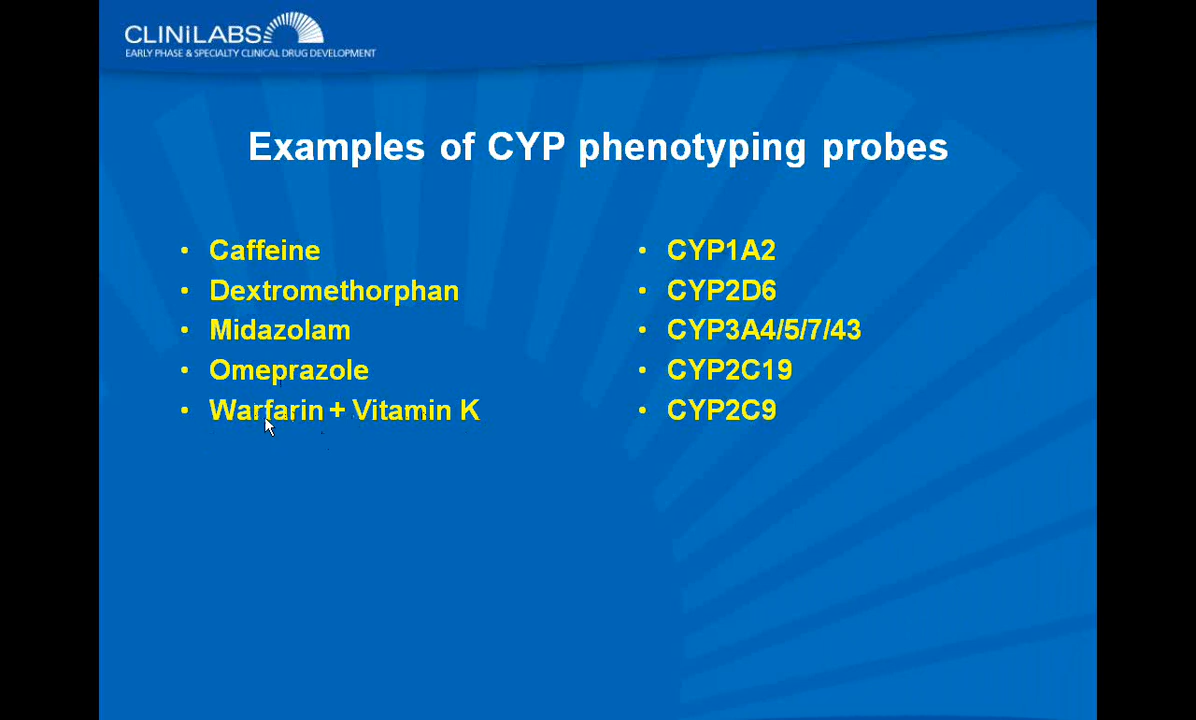 CLINILABS
EARLY PHASE & SPECIALTY CLINICAL DRUG DEVELOPMENT
Examples of CYP phenotyping probes
• Caffeine
• Dextromethorphan
• Midazolam
• Omeprazole
• Warfarin + Vitamin K
• CYP1A2
• CYP2D6
• CYP3A4/5/7/43
• CYP2C19
• CYP2C9